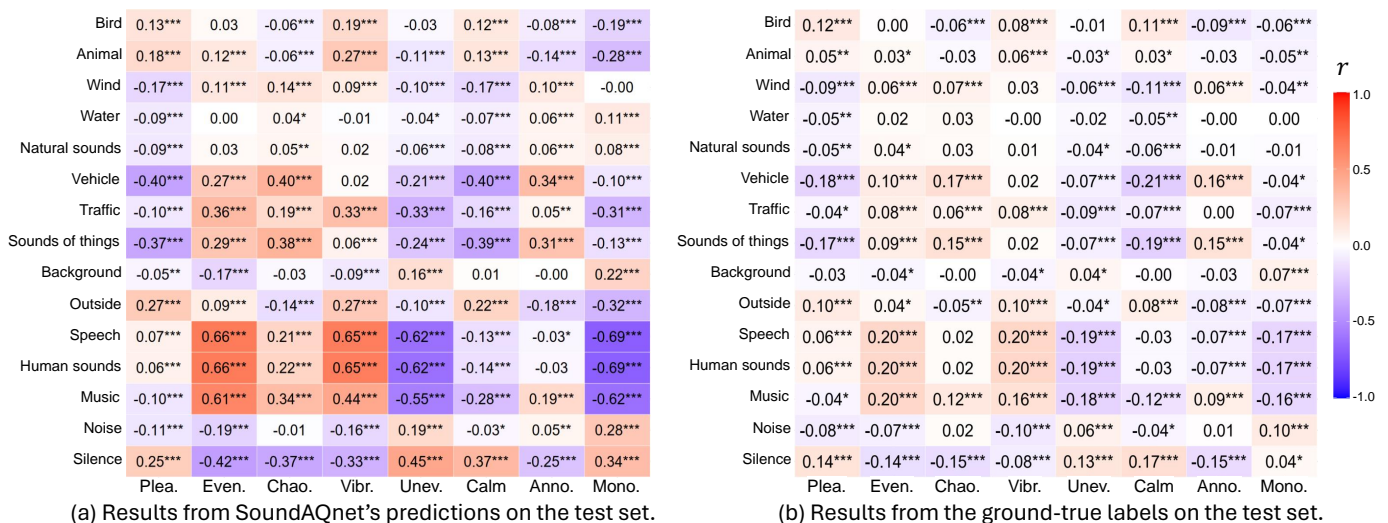 Bird 0.13*** 0.03 -0.06*** 0.19*** -0.03 0.12*** -0.08*** -0.19***
Animal 0.18*** 0.12*** -0.06*** 0.27*** -0.11*** 0.13*** -0.14*** -0.28***
Wind -0.17*** 0.11*** 0.14*** 0.09*** -0.10*** -0.17*** 0.10*** -0.00
Water -0.09*** 0.00 0.04* -0.01 -0.04* -0.07*** 0.06*** 0.11***
Natural sounds -0.09*** 0.03 0.05** 0.02 -0.06*** -0.08*** 0.06*** 0.08***
Vehicle -0.40*** 0.27*** 0.40*** 0.02 -0.21*** -0.40*** 0.34*** -0.10***
Traffic -0.10*** 0.36*** 0.19*** 0.33*** -0.33*** -0.16*** 0.05** -0.31***
Sounds of things -0.37*** 0.29*** 0.38*** 0.06*** -0.24*** -0.39*** 0.31*** -0.13***
Background -0.05** -0.17*** -0.03 -0.09*** 0.16*** 0.01 -0.00 0.22***
Outside 0.27*** 0.09*** -0.14*** 0.27*** -0.10*** 0.22*** -0.18*** -0.32***
Speech 0.07*** 0.66*** 0.21*** 0.65*** -0.62*** -0.13*** -0.03* -0.69***
Human sounds 0.06*** 0.66*** 0.22*** 0.65*** -0.62*** -0.14*** -0.03 -0.69***
Music -0.10*** 0.61*** 0.34*** 0.44*** -0.55*** -0.28*** 0.19*** -0.62***
Noise -0.11*** -0.19*** -0.01 -0.16*** 0.19*** -0.03* 0.05** 0.28***
Silence 0.25*** -0.42*** -0.37*** -0.33*** 0.45*** 0.37*** -0.25*** 0.34***
Plea. Even. Chao. Vibr. Unev. Calm Anno. Mono.
(a) Results from SoundAQnet's predictions on the test set.
Bird 0.12*** 0.00 -0.06*** 0.08*** -0.01 0.11*** -0.09*** -0.06***
Animal 0.05** 0.03* -0.03 0.06*** -0.03* 0.03* -0.03* -0.05**
Wind -0.09*** 0.06*** 0.07*** 0.03 -0.06*** -0.11*** 0.06*** -0.04**
Water -0.05** 0.02 0.03 -0.00 -0.02 -0.05** -0.00 0.00
Natural sounds -0.05** 0.04* 0.03 0.01 -0.04* -0.06*** -0.01 -0.01
Vehicle -0.18*** 0.10*** 0.17*** 0.02 -0.07*** -0.21*** 0.16*** -0.04*
Traffic -0.04* 0.08*** 0.06*** 0.08*** -0.09*** -0.07*** 0.00 -0.07***
Sounds of things -0.17*** 0.09*** 0.15*** 0.02 -0.07*** -0.19*** 0.15*** -0.04*
Background -0.03 -0.04* -0.00 -0.04* 0.04* -0.00 -0.03 0.07***
Outside 0.10*** 0.04* -0.05** 0.10*** -0.04* 0.08*** -0.08*** -0.07***
Speech 0.06*** 0.20*** 0.02 0.20*** -0.19*** -0.03 -0.07*** -0.17***
Human sounds 0.06*** 0.20*** 0.02 0.20*** -0.19*** -0.03 -0.07*** -0.17***
Music -0.04* 0.20*** 0.12*** 0.16*** -0.18*** -0.12*** 0.09*** -0.16***
Noise -0.08*** -0.07*** 0.02 -0.10*** 0.06*** -0.04* 0.01 0.10***
Silence 0.14*** -0.14*** -0.15*** -0.08*** 0.13*** 0.17*** -0.15*** 0.04*
Plea. Even. Chao. Vibr. Unev. Calm Anno. Mono.
(b) Results from the ground-true labels on the test set.
r
1.0
0.5
0.0
-0.5
-1.0